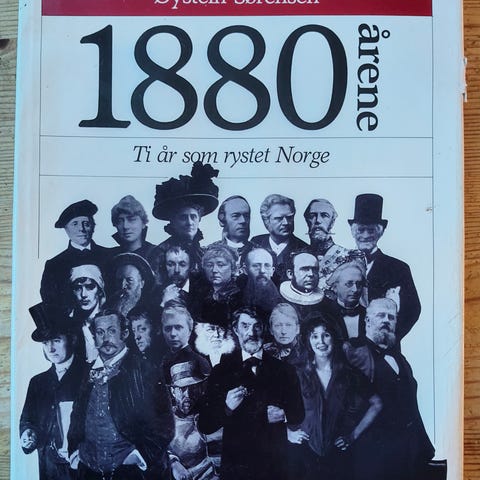 Øystein Sørensen
1880
årene
Ti år som rystet Norge